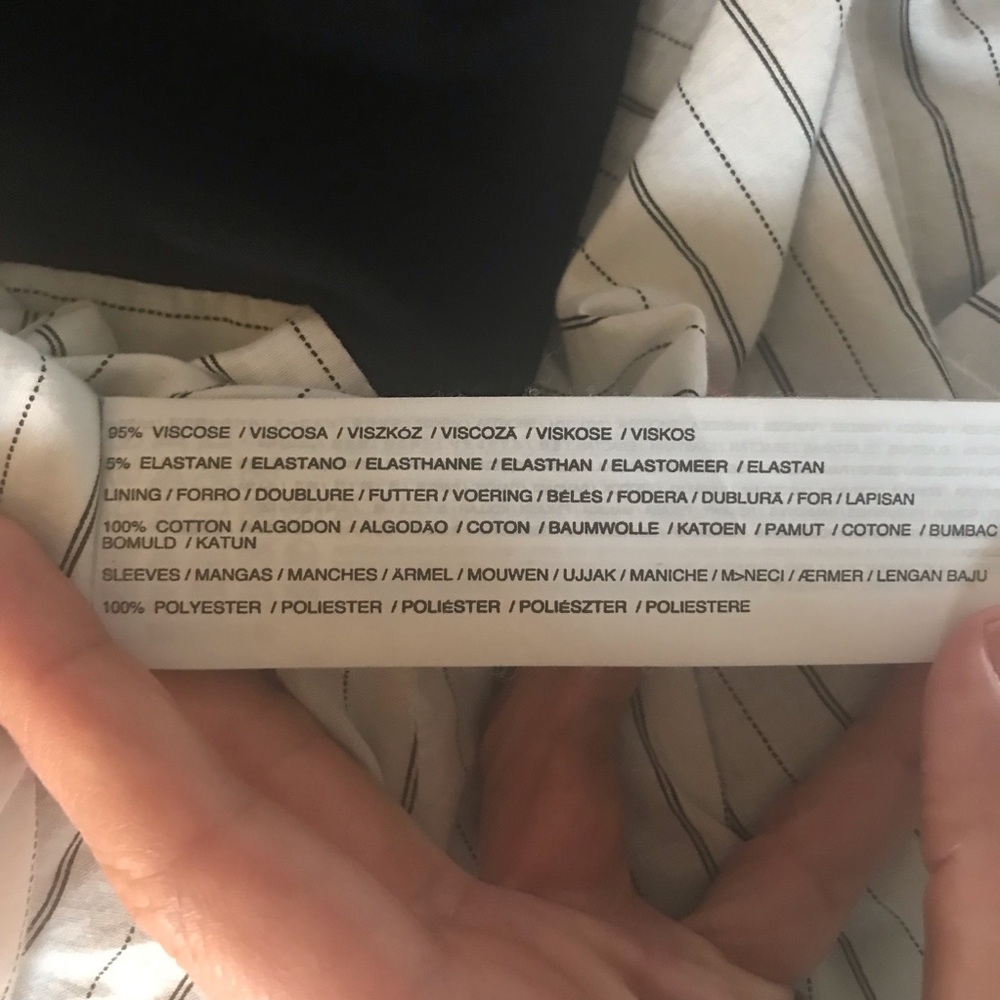 95% VISCOSE / VISCOSA / VISZKÓZ / VISCOZĂ / VISKOSE / VISKOS
5% ELASTANE / ELASTANO / ELASTHANNE / ELASTHAN / ELASTOMEER / ELASTAN
LINING / FORRO / DOUBLURE / FUTTER / VOERING / BÉLÉS / FODERA / DUBLURĂ / FOR / LAPISAN
100% COTTON / ALGODON / ALGODÃO / COTON / BAUMWOLLE / KATOEN / PAMUT / COTONE / BUMBAC
BOMULD / KATUN
SLEEVES / MANGAS / MANCHES / ÄRMEL / MOUWEN / UJJAK / MANICHE / M>NECI / ÆRMER / LENGAN BAJU
100% POLYESTER / POLIESTER / POLIÉSTER / POLIÉSZTER / POLIESTERE